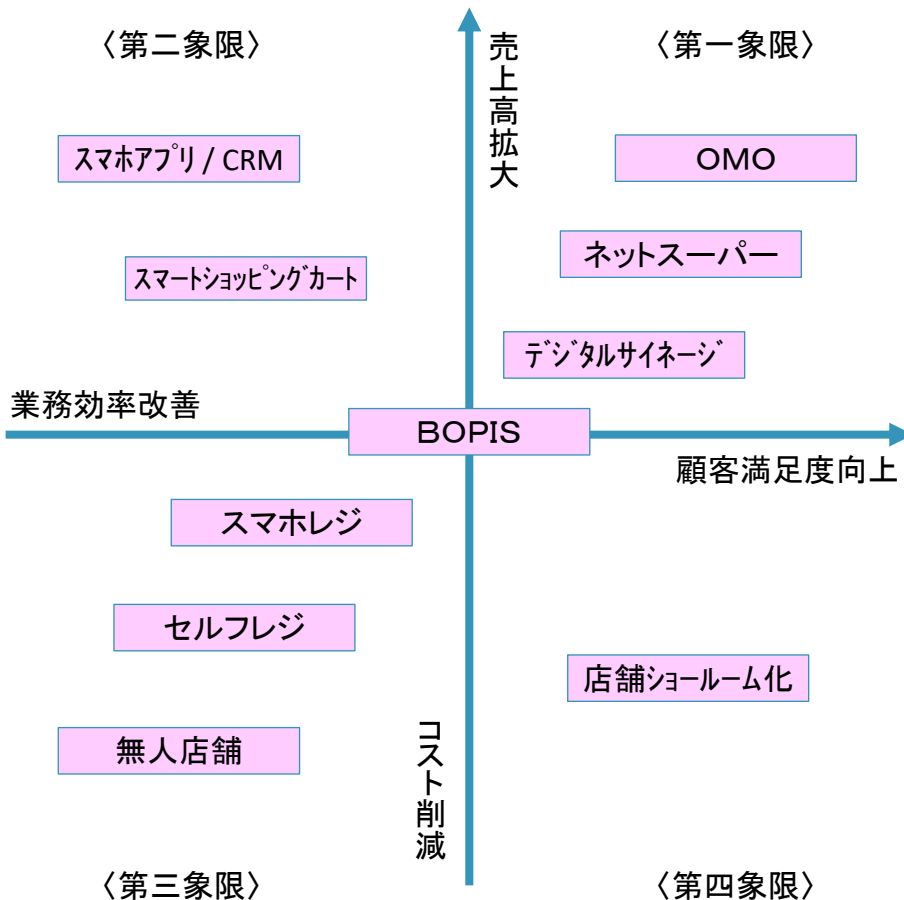 〈第二象限〉
〈第一象限〉
売上高拡大
スマホアプリ / CRM
OMO
ネットスーパー
スマートショッピングカート
デジタルサイネージ
業務効率改善
BOPIS
顧客満足度向上
スマホレジ
セルフレジ
店舗ショールーム化
コスト削減
無人店舗
〈第三象限〉
〈第四象限〉